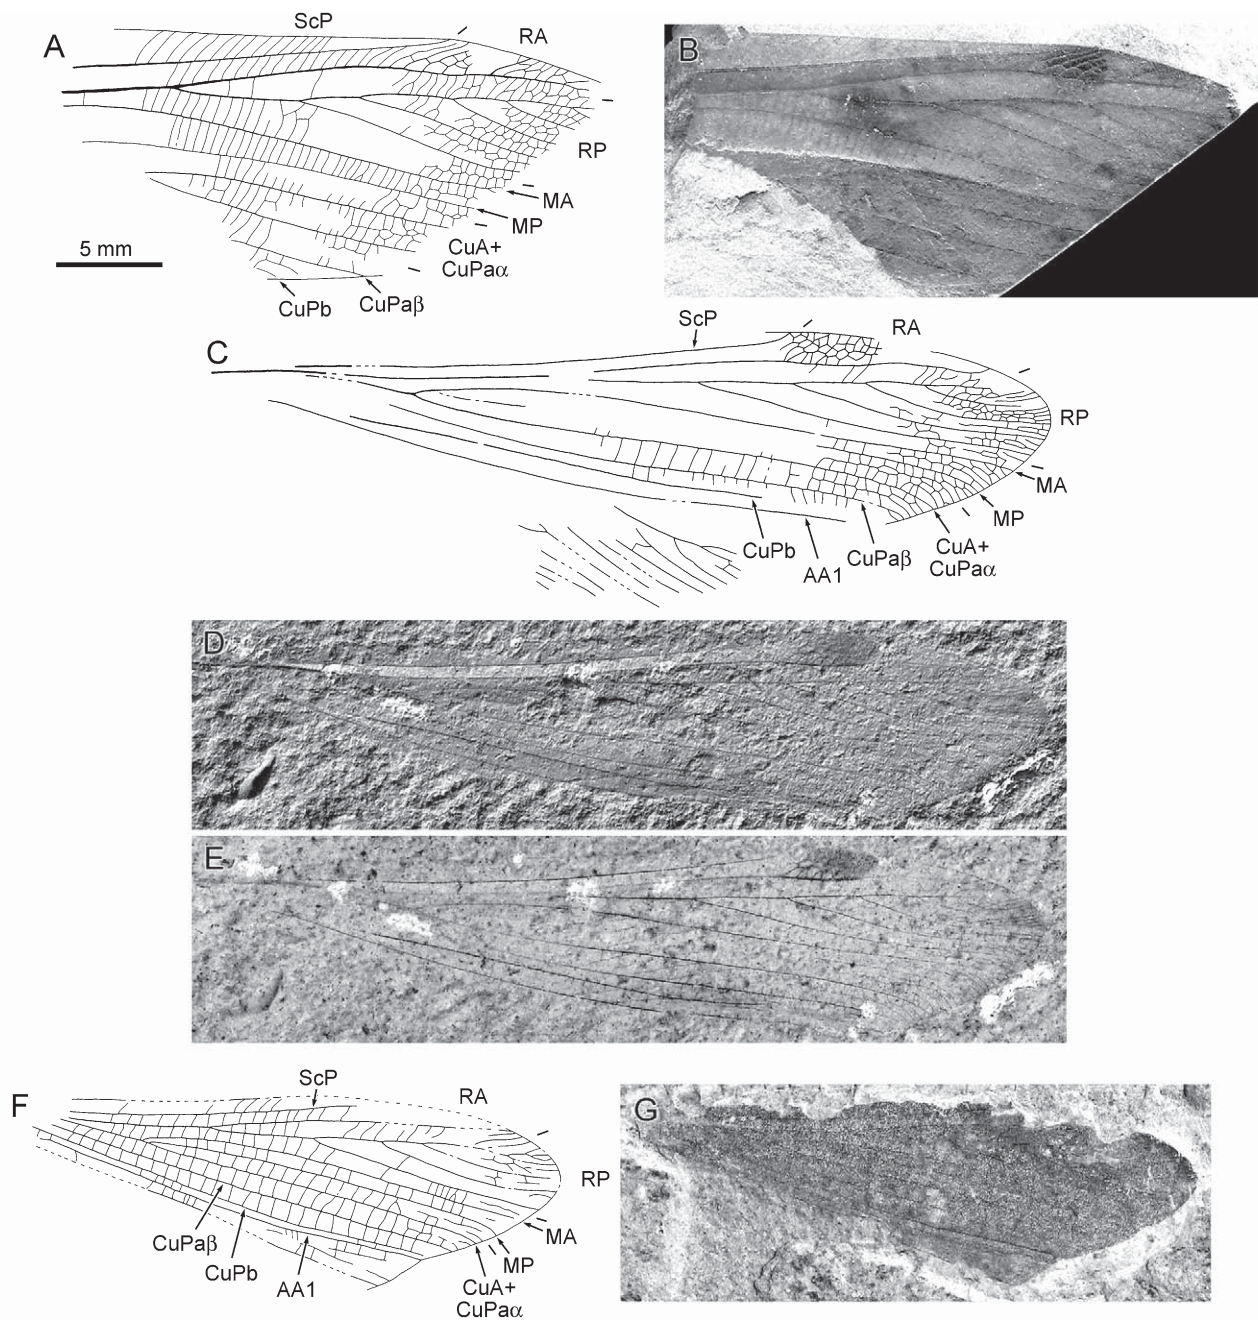 A
ScP
RA
B
RP
MA
MP
CuA+
CuPaα
5 mm
CuPb
CuPaβ
C
ScP
RA
RP
MA
MP
CuA+
CuPaα
CuPb
AA1
CuPaβ
D
E
F
ScP
RA
G
RP
CuPaβ
CuPb
AA1
MA
MP
CuA+
CuPaα